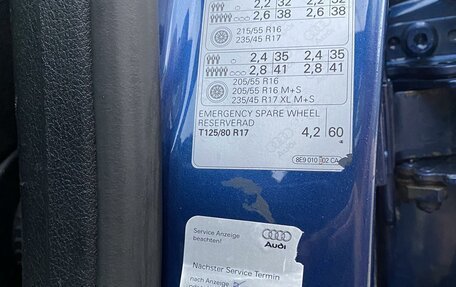 2,2 32 2,2 32
2,6 38 2,6 38
215/55 R16
235/45 R17
2,4 35 2,4 35
2,8 41 2,8 41
205/55 R16
205/55 R16 M+S
235/45 R17 XL M+S
EMERGENCY SPARE WHEEL
RESERVERAD
T125/80 R17 4,2 60
8E9 010 502 CA
Service Anzeige
beachten!
Audi
Nächster Service Termin
nach Anzeige